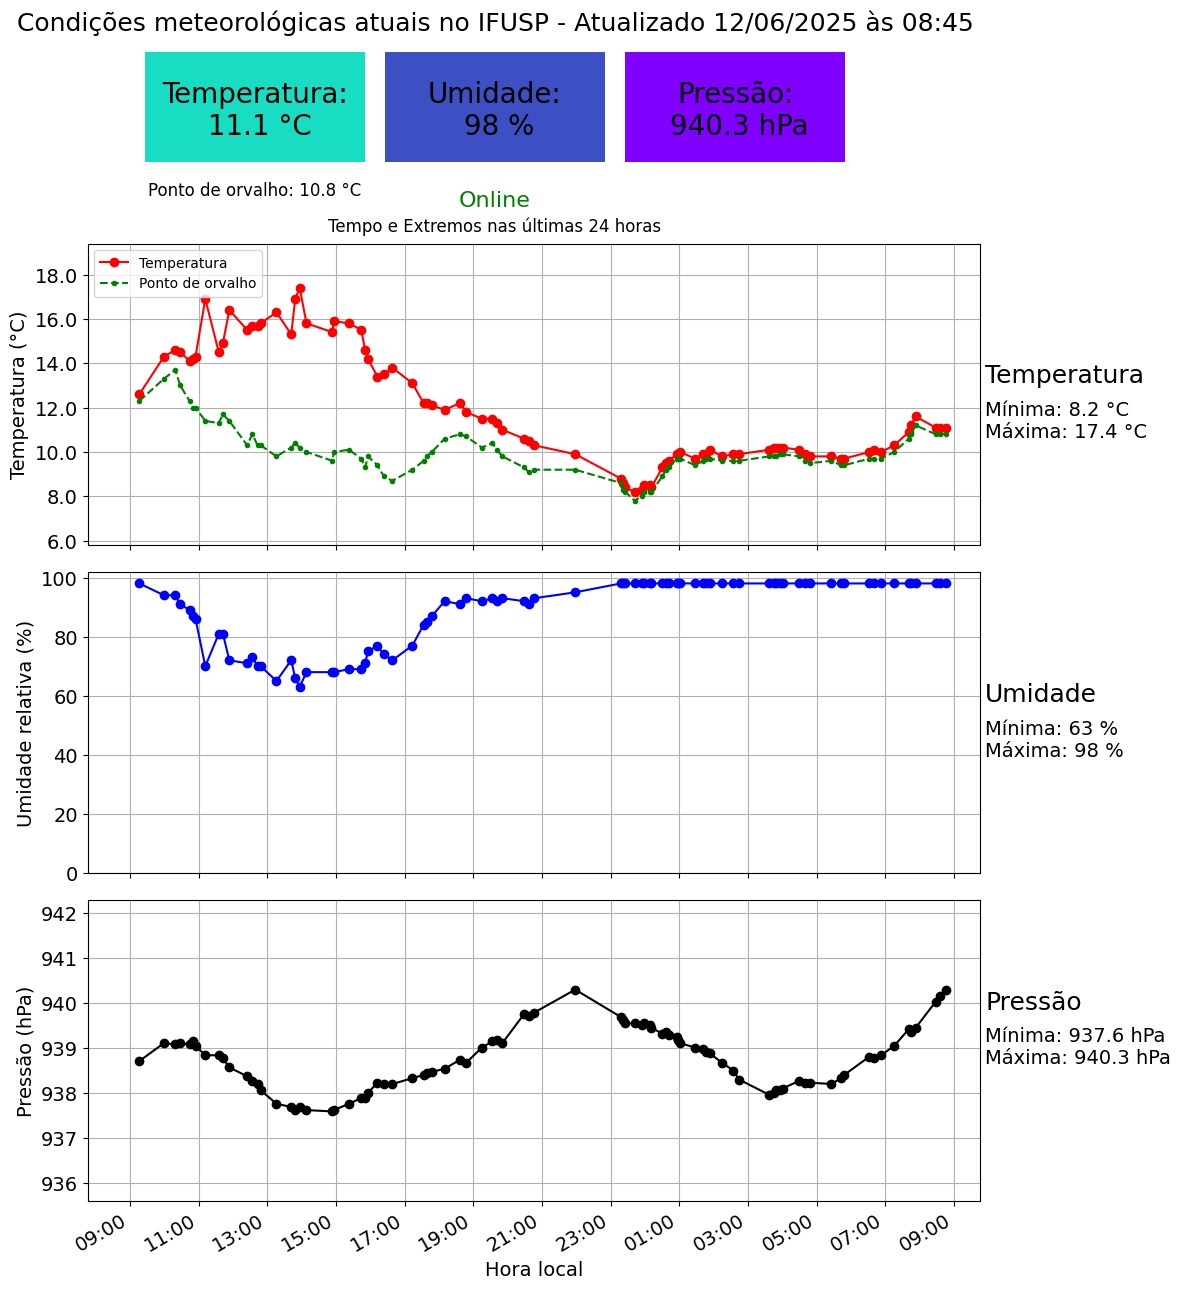 Condições meteorológicas atuais no IFUSP - Atualizado 12/06/2025 às 08:45
Temperatura:
11.1 °C
Umidade:
98 %
Pressão:
940.3 hPa
Ponto de orvalho: 10.8 °C
Online
Tempo e Extremos nas últimas 24 horas
Temperatura
Ponto de orvalho
Temperatura (°C)
18.0
16.0
14.0
12.0
10.0
8.0
6.0
Temperatura
Mínima: 8.2 °C
Máxima: 17.4 °C
Umidade relativa (%)
100
80
60
40
20
0
Umidade
Mínima: 63 %
Máxima: 98 %
Pressão (hPa)
942
941
940
939
938
937
936
Pressão
Mínima: 937.6 hPa
Máxima: 940.3 hPa
09:00
11:00
13:00
15:00
17:00
19:00
21:00
23:00
01:00
03:00
05:00
07:00
09:00
Hora local